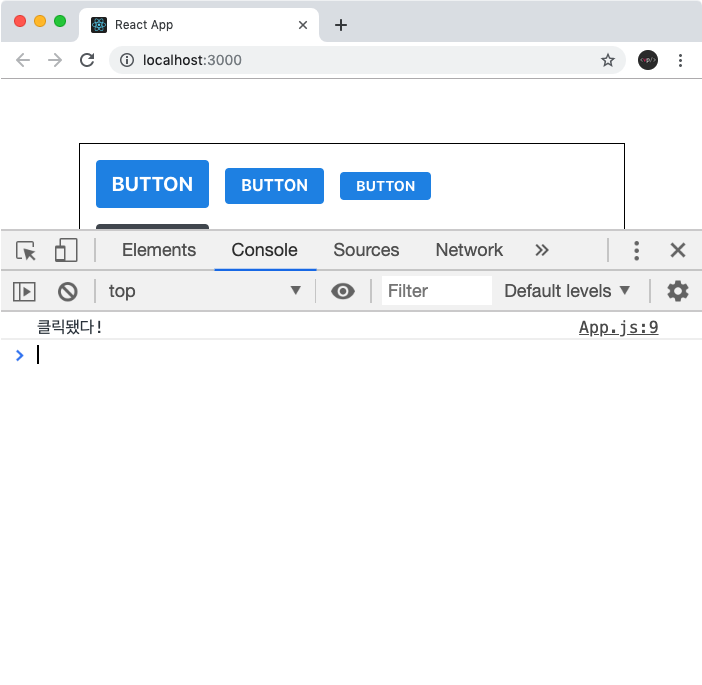 React App
localhost:3000
BUTTON BUTTON BUTTON
Elements Console Sources Network
top Filter Default levels
클릭됐다! App.js:9